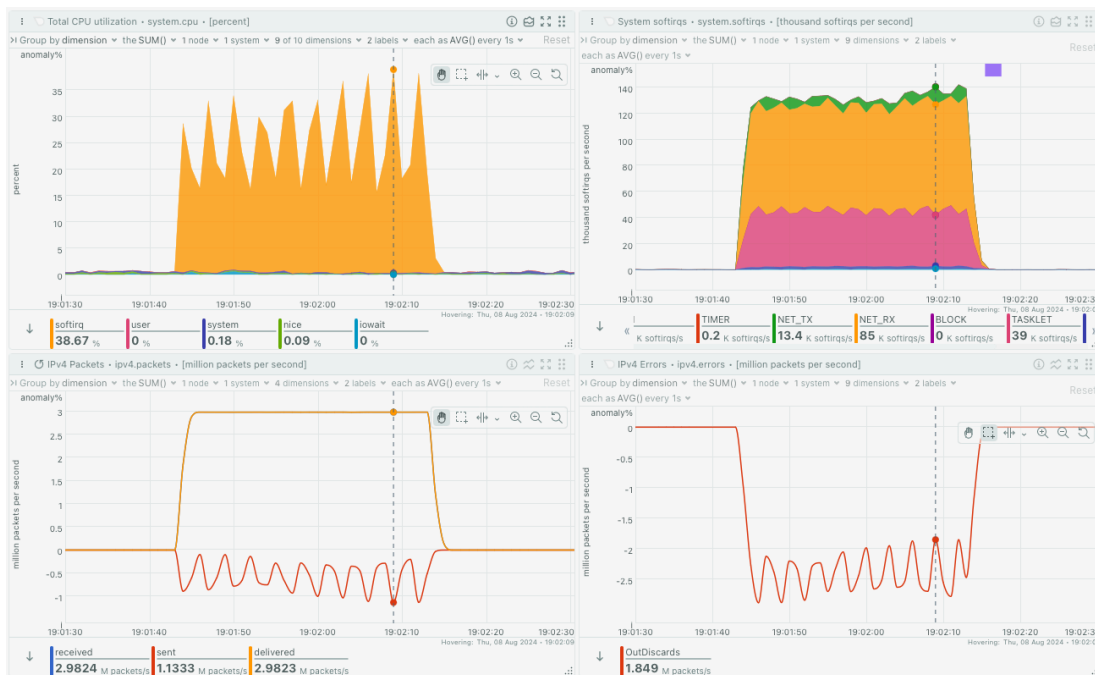 Total CPU utilization • system.cpu • [percent]
Group by dimension the SUM() 1 node 1 system 9 of 10 dimensions 2 labels each as AVG() every 1s Reset
anomaly%
35
30
25
20
15
10
5
0
percent
19:01:30 19:01:40 19:01:50 19:02:00 19:02:10 19:02:20 19:02:30
Hovering: Thu, 08 Aug 2024 • 19:02:09
softirq user system nice iowait
38.67 % 0 % 0.18 % 0.09 % 0 %
System softirqs • system.softirqs • [thousand softirqs per second]
Group by dimension the SUM() 1 node 1 system 9 dimensions 2 labels
each as AVG() every 1s
Reset
anomaly%
140
120
100
80
60
40
20
0
thousand softirqs per second
19:01:30 19:01:40 19:01:50 19:02:00 19:02:10 19:02:20 19:02:30
Hovering: Thu, 08 Aug 2024 • 19:02:09
TIMER NET_TX NET_RX BLOCK TASKLET
K softirqs/s 0.2 K softirqs/s 13.4 K softirqs/s 85 K softirqs/s 0 K softirqs/s 39 K softirqs/s
IPv4 Packets • ipv4.packets • [million packets per second]
Group by dimension the SUM() 1 node 1 system 4 dimensions 2 labels each as AVG() every 1s Reset
anomaly%
3
2.5
2
1.5
1
0.5
0
-0.5
-1
million packets per second
19:01:30 19:01:40 19:01:50 19:02:00 19:02:10 19:02:20 19:02:30
Hovering: Thu, 08 Aug 2024 • 19:02:09
received sent delivered
2.9824 M packets/s 1.1333 M packets/s 2.9823 M packets/s
IPv4 Errors • ipv4.errors • [million packets per second]
Group by dimension the SUM() 1 node 1 system 9 dimensions 2 labels
each as AVG() every 1s
Reset
anomaly%
0
-0.5
-1
-1.5
-2
-2.5
million packets per second
19:01:30 19:01:40 19:01:50 19:02:00 19:02:10 19:02:20 19:02:30
Hovering: Thu, 08 Aug 2024 • 19:02:09
OutDiscards
1.849 M packets/s